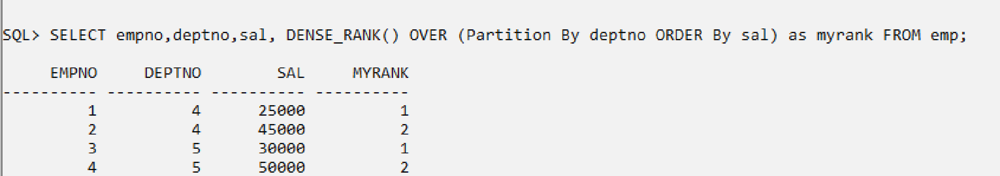 SQL> SELECT empno,deptno,sal, DENSE_RANK() OVER (Partition By deptno ORDER By sal) as myrank FROM emp;
EMPNO DEPTNO SAL MYRANK
---------- ---------- ---------- ----------
1 4 25000 1
2 4 45000 2
3 5 30000 1
4 5 50000 2